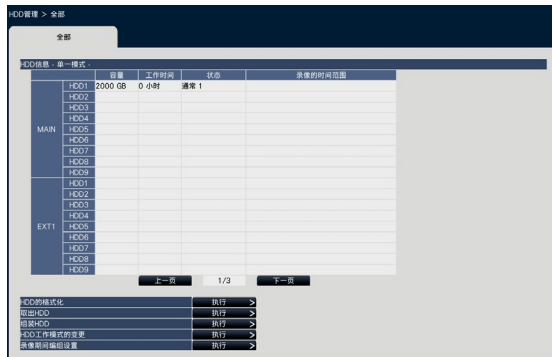 HDD管理 > 全部
全部
HDD信息 - 单一模式 -
容量 工作时间 状态 录像的时间范围
MAIN
HDD1 2000 GB 0 小时 通常 1
HDD2
HDD3
HDD4
HDD5
HDD6
HDD7
HDD8
HDD9
EXT1
HDD1
HDD2
HDD3
HDD4
HDD5
HDD6
HDD7
HDD8
HDD9
上一页 1/3 下一页
HDD的格式化 执行 >
取出HDD 执行 >
组装HDD 执行 >
HDD工作模式的变更 执行 >
录像期间编组设置 执行 >